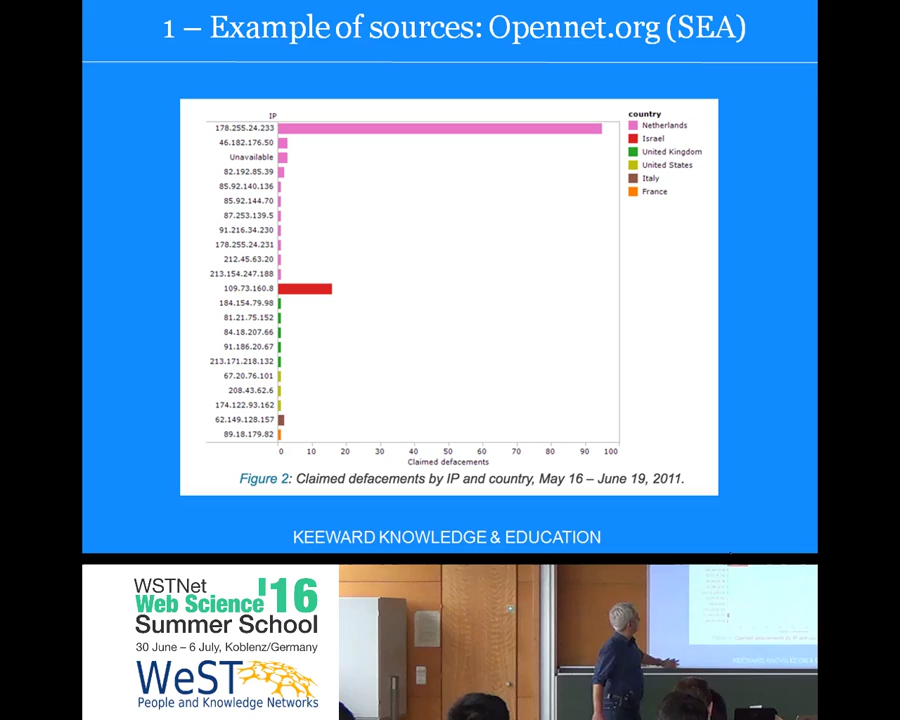 1 – Example of sources: Opennet.org (SEA)
IP
178.255.24.233
46.182.176.50
Unavailable
82.192.85.39
85.92.140.136
85.92.144.70
87.253.139.5
91.216.34.230
178.255.24.231
212.45.63.20
213.154.247.188
109.73.160.8
184.154.79.98
81.21.75.152
84.18.207.66
91.186.20.67
213.171.218.132
67.20.76.101
208.43.62.6
174.122.93.162
62.149.128.157
89.18.179.82
0 10 20 30 40 50 60 70 80 90 100
Claimed defacements
country
Netherlands
Israel
United Kingdom
United States
Italy
France
Figure 2: Claimed defacements by IP and country, May 16 – June 19, 2011.
KEEWARD KNOWLEDGE & EDUCATION
WSTNet
Web Science '16
Summer School
30 June – 6 July, Koblenz/Germany
WeST
People and Knowledge Networks